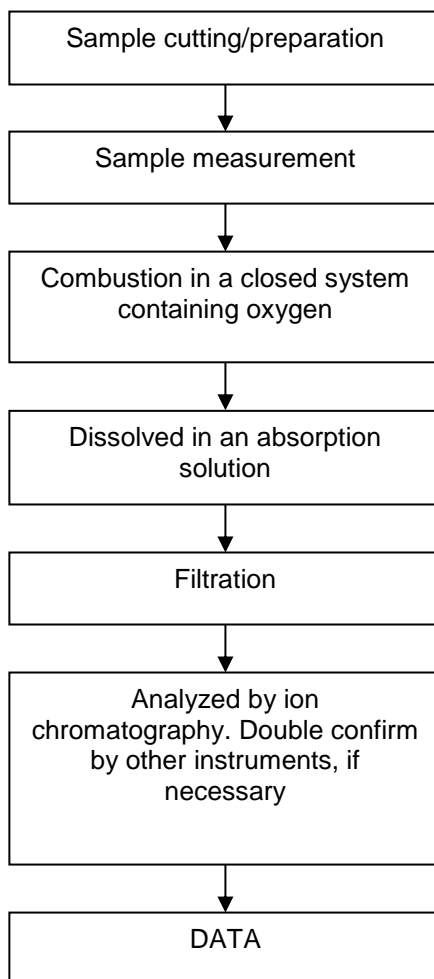 Sample cutting/preparation
Sample measurement
Combustion in a closed system
containing oxygen
Dissolved in an absorption
solution
Filtration
Analyzed by ion
chromatography. Double confirm
by other instruments, if
necessary
DATA